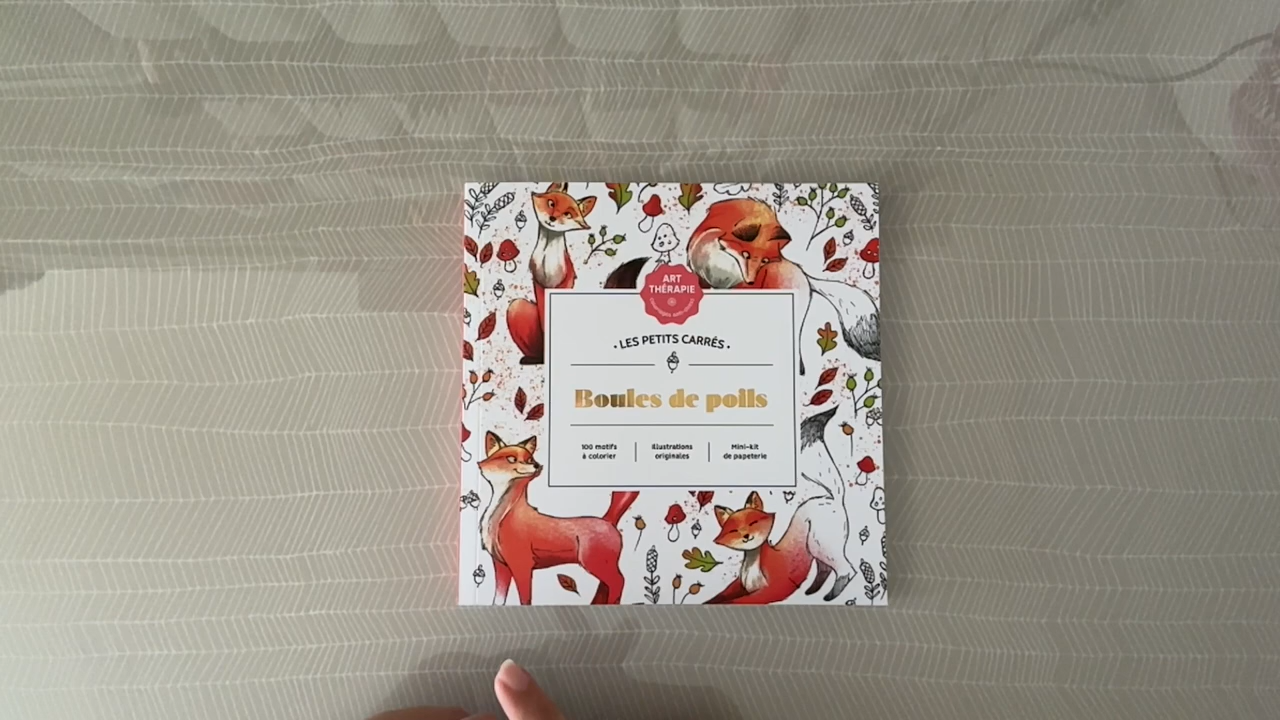 ART
THÉRAPIE
• LES PETITS CARRÉS •
Boules de poils
100 motifs
à colorier
Illustrations
originales
Mini-kit
de papeterie